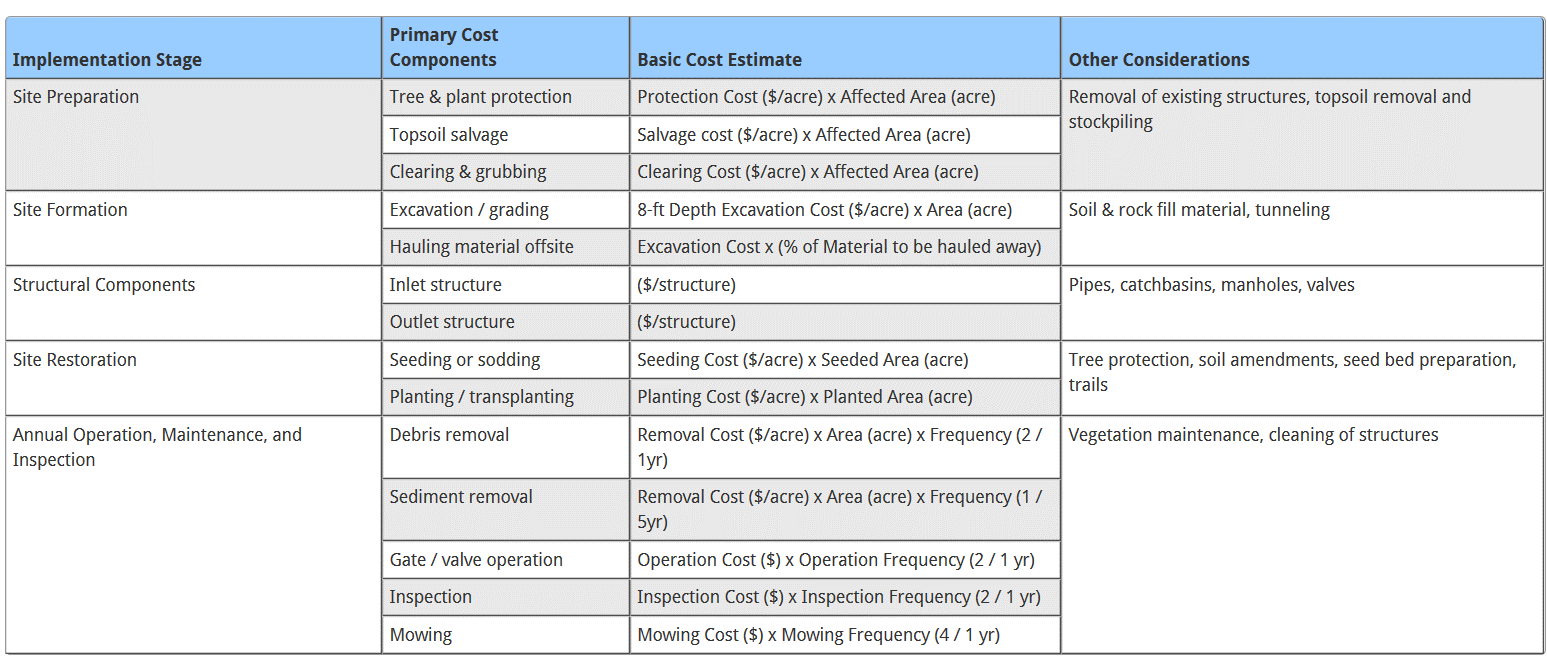 Implementation Stage
Primary Cost
Components
Basic Cost Estimate
Other Considerations
Site Preparation
Tree & plant protection
Protection Cost ($/acre) x Affected Area (acre)
Removal of existing structures, topsoil removal and
stockpiling
Topsoil salvage
Salvage cost ($/acre) x Affected Area (acre)
Clearing & grubbing
Clearing Cost ($/acre) x Affected Area (acre)
Site Formation
Excavation / grading
8-ft Depth Excavation Cost ($/acre) x Area (acre)
Soil & rock fill material, tunneling
Hauling material offsite
Excavation Cost x (% of Material to be hauled away)
Structural Components
Inlet structure
($/structure)
Pipes, catchbasins, manholes, valves
Outlet structure
($/structure)
Site Restoration
Seeding or sodding
Seeding Cost ($/acre) x Seeded Area (acre)
Tree protection, soil amendments, seed bed preparation,
trails
Planting / transplanting
Planting Cost ($/acre) x Planted Area (acre)
Annual Operation, Maintenance, and
Inspection
Debris removal
Removal Cost ($/acre) x Area (acre) x Frequency (2 /
1yr)
Vegetation maintenance, cleaning of structures
Sediment removal
Removal Cost ($/acre) x Area (acre) x Frequency (1 /
5yr)
Gate / valve operation
Operation Cost ($) x Operation Frequency (2 / 1 yr)
Inspection
Inspection Cost ($) x Inspection Frequency (2 / 1 yr)
Mowing
Mowing Cost ($) x Mowing Frequency (4 / 1 yr)